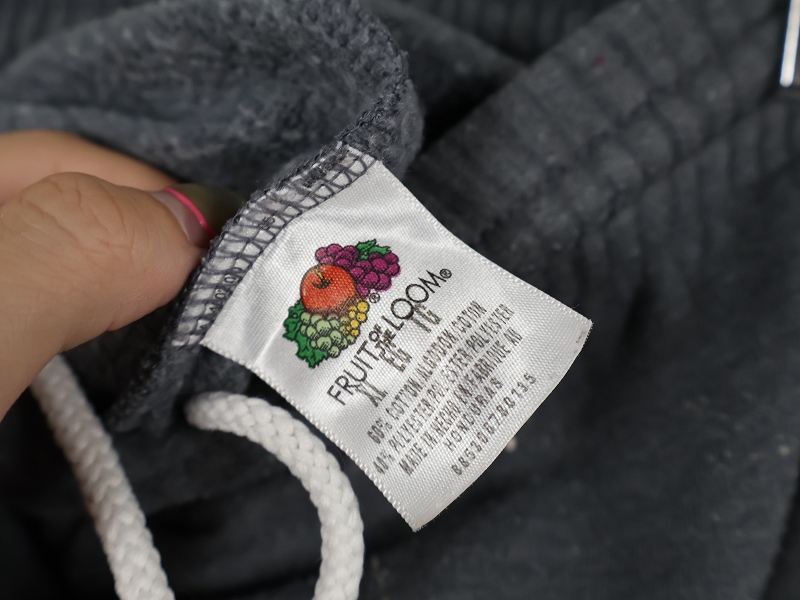 FRUIT OF THE LOOM®
XL EG TG
60% COTTON ALGODON COTON
40% POLYESTER POLIESTER POLYESTER
MADE IN HECHO IN FABRIQUE AU
HONDURAS